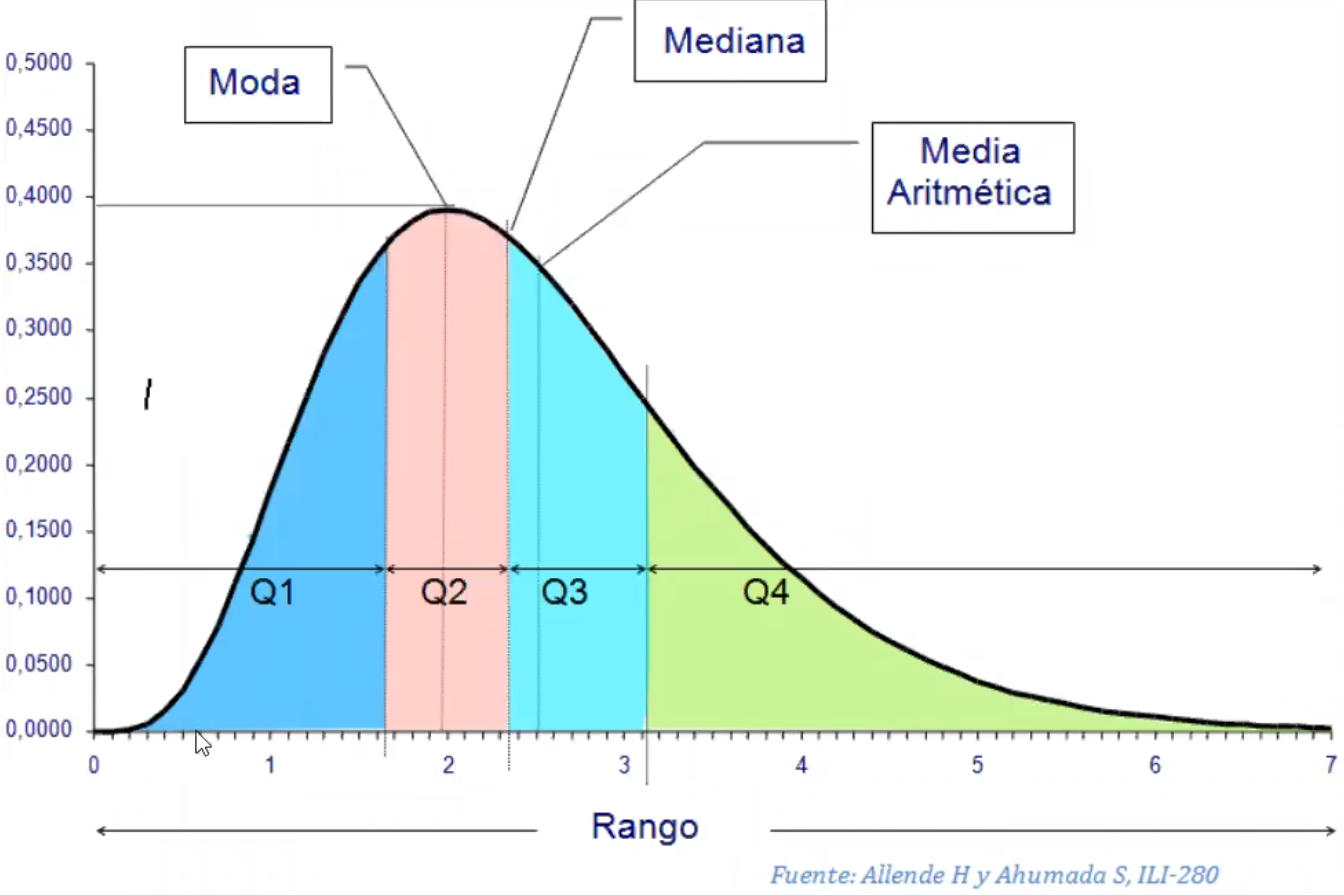 Mediana
Moda
Media
Aritmética
0,5000
0,4500
0,4000
0,3500
0,3000
0,2500
0,2000
0,1500
0,1000
0,0500
0,0000
Q1
Q2
Q3
Q4
0
1
2
3
4
5
6
7
Rango
Fuente: Allende H y Ahumada S, ILI-280